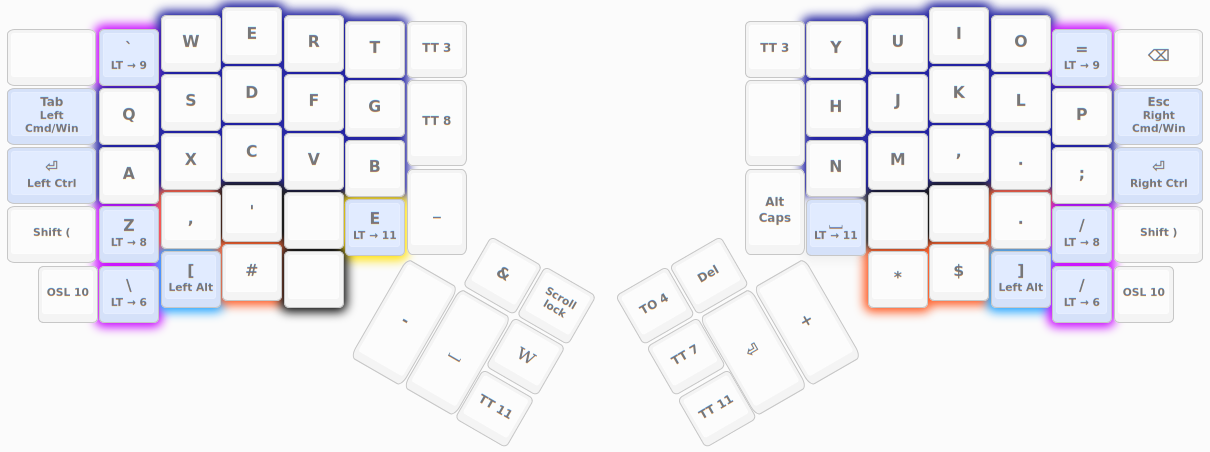 `
LT → 9
W
E
R
T
TT 3
Tab
Left
Cmd/Win
Q
S
D
F
G
TT 8
⏎
Left Ctrl
A
X
C
V
B
Shift (
Z
LT → 8
,
'
E
LT → 11
_
OSL 10
\
LT → 6
[
Left Alt
#
&
Scroll
lock
-
⎵
W
TT 11
TT 3
Y
U
I
O
=
LT → 9
⌫
H
J
K
L
P
Esc
Right
Cmd/Win
N
M
,
.
;
⏎
Right Ctrl
Alt
Caps
⎵
LT → 11
.
/
LT → 8
Shift )
*
$
]
Right Alt
/
LT → 6
OSL 10
TO 4
Del
TT 7
⏎
+
TT 11